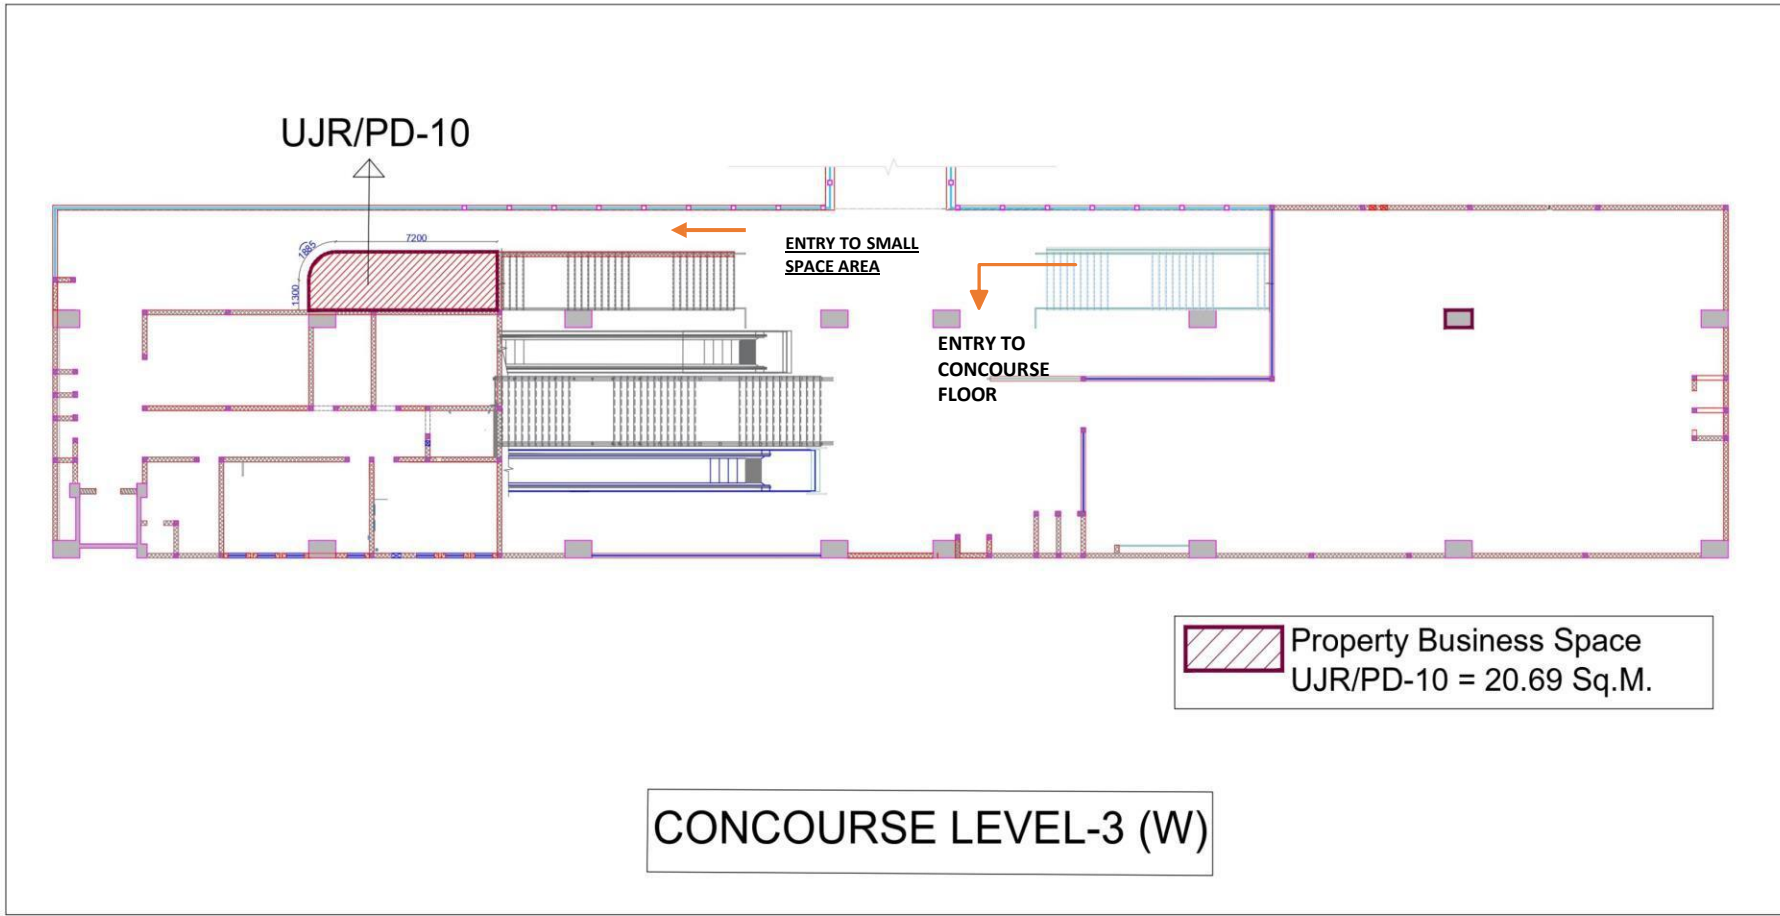 UJR/PD-10
7200
1885
1300
ENTRY TO SMALL
SPACE AREA
ENTRY TO
CONCOURSE
FLOOR
Property Business Space
UJR/PD-10 = 20.69 Sq.M.
CONCOURSE LEVEL-3 (W)